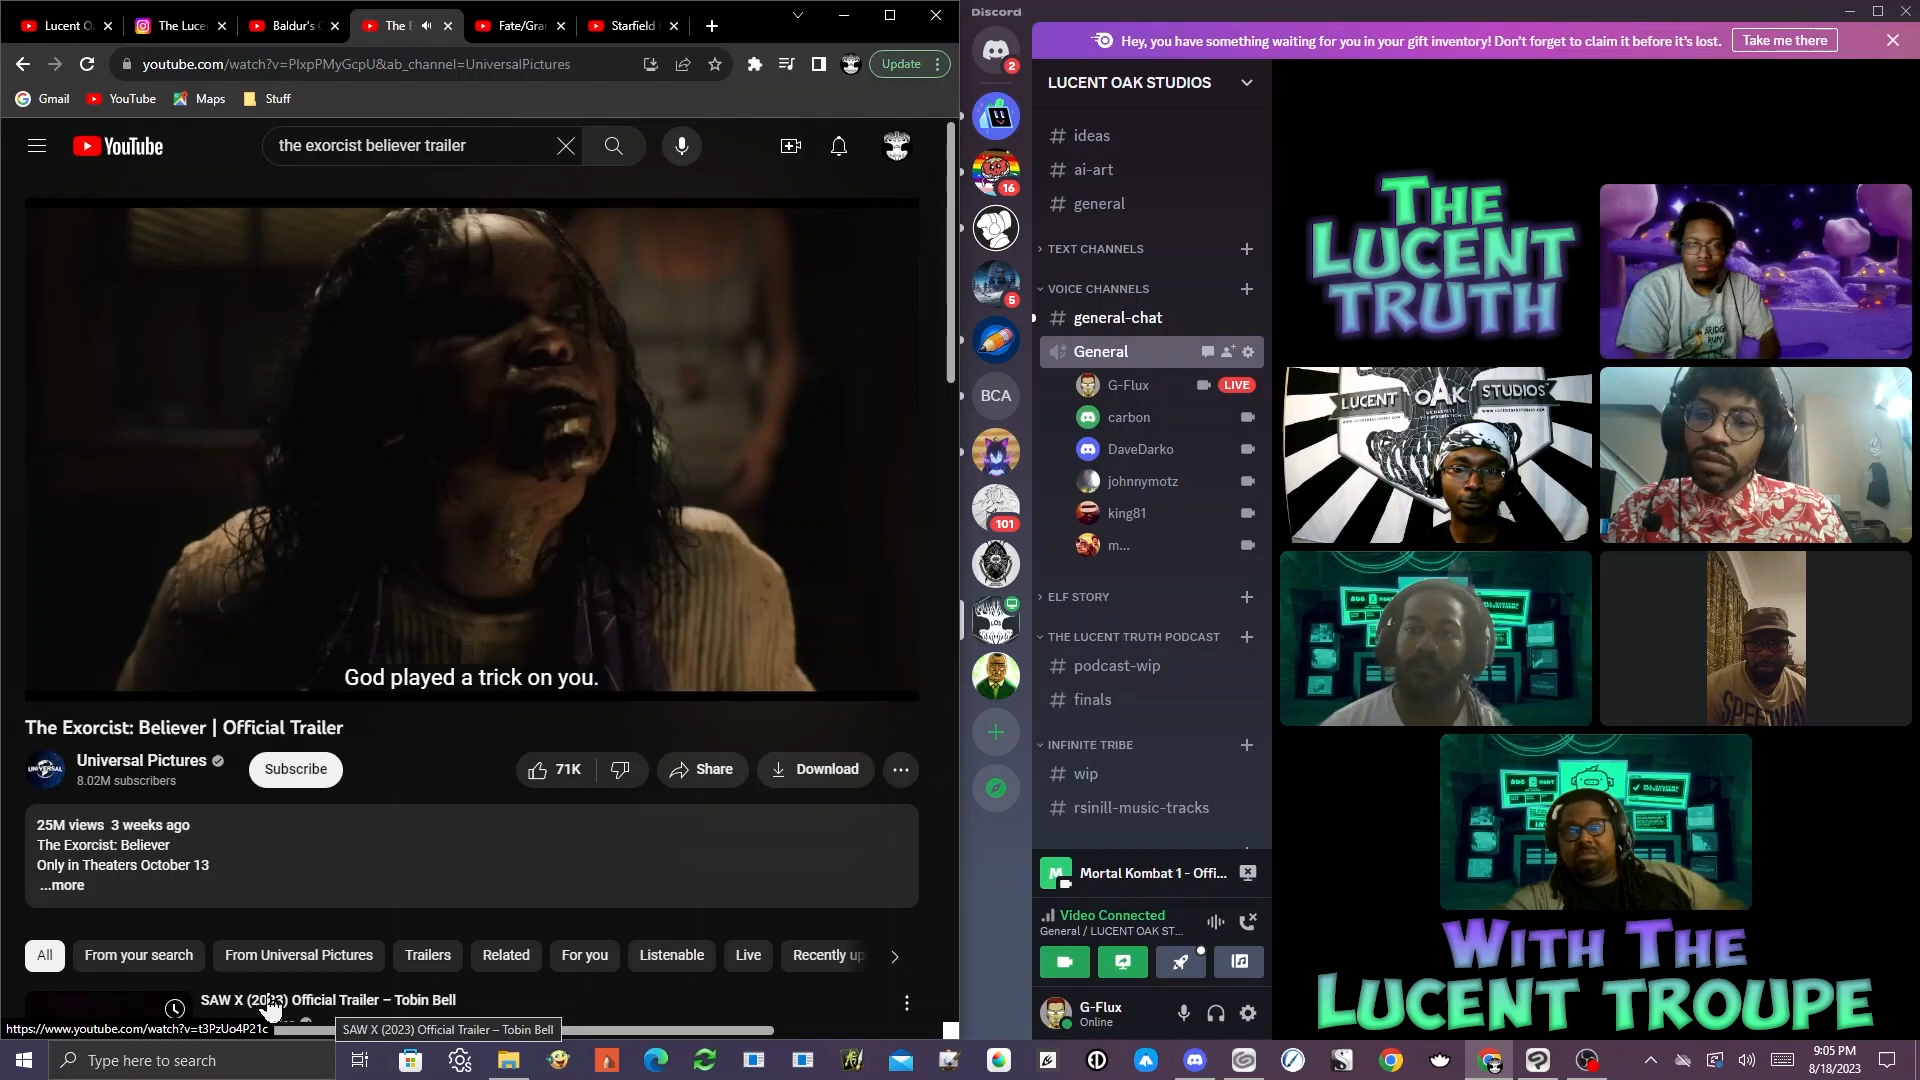 Lucent O
The Luce
Baldur's
The E
Fate/Gra
Starfield
youtube.com/watch?v=PIxpPMyGcpU&ab_channel=UniversalPictures
Update
Gmail
YouTube
Maps
Stuff
YouTube
the exorcist believer trailer
God played a trick on you.
The Exorcist: Believer | Official Trailer
Universal Pictures
8.02M subscribers
Subscribe
71K
Share
Download
25M views 3 weeks ago
The Exorcist: Believer
Only in Theaters October 13
...more
All
From your search
From Universal Pictures
Trailers
Related
For you
Listenable
Live
Recently up
SAW X (2023) Official Trailer – Tobin Bell
https://www.youtube.com/watch?v=t3PzUo4P21c
SAW X (2023) Official Trailer – Tobin Bell
Discord
Hey, you have something waiting for you in your gift inventory! Don't forget to claim it before it's lost.
Take me there
2
16
5
BCA
101
LOS
LUCENT OAK STUDIOS
ideas
ai-art
general
TEXT CHANNELS
VOICE CHANNELS
general-chat
General
G-Flux
LIVE
carbon
DaveDarko
johnnymotz
king81
m...
ELF STORY
THE LUCENT TRUTH PODCAST
podcast-wip
finals
INFINITE TRIBE
wip
rsinill-music-tracks
Mortal Kombat 1 - Offi...
Video Connected
General / LUCENT OAK ST...
G-Flux
Online
THE
LUCENT
TRUTH
BRIDGE
RUN
LUCENT OAK STUDIOS
SPEEDWAY
WITH THE
LUCENT TROUPE
Type here to search
9:05 PM
8/18/2023